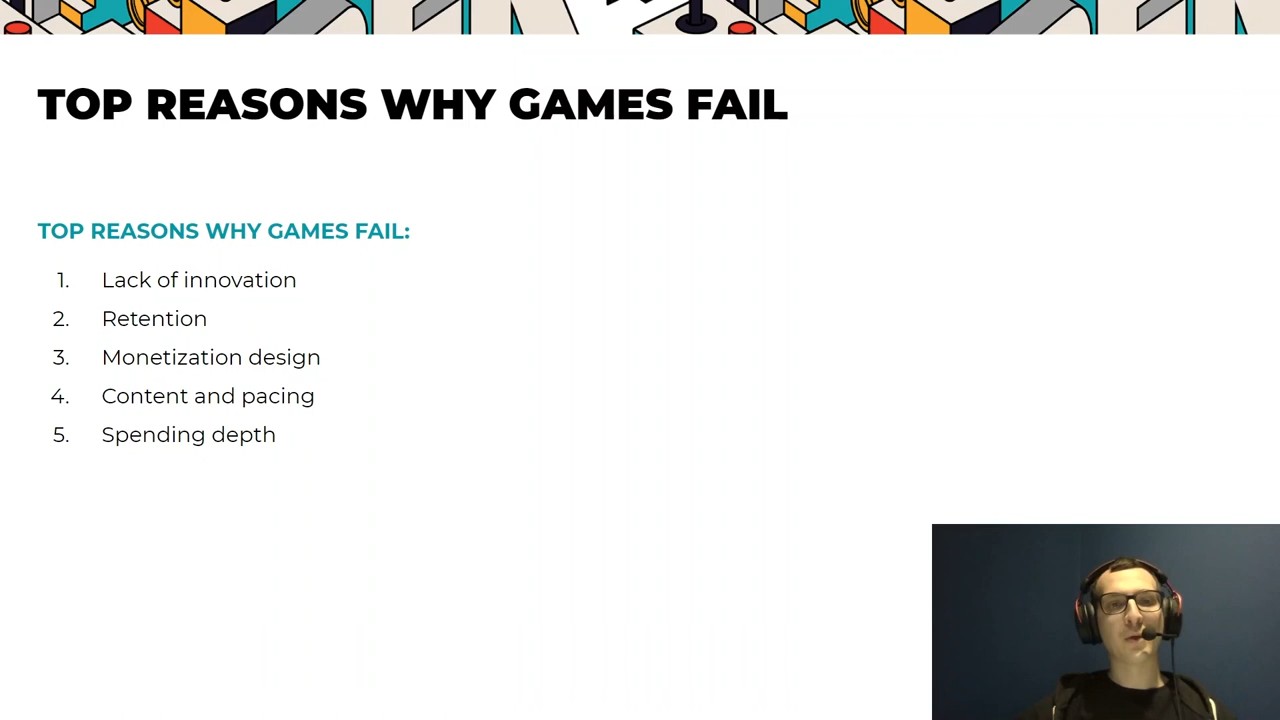 TOP REASONS WHY GAMES FAIL
TOP REASONS WHY GAMES FAIL:
1. Lack of innovation
2. Retention
3. Monetization design
4. Content and pacing
5. Spending depth